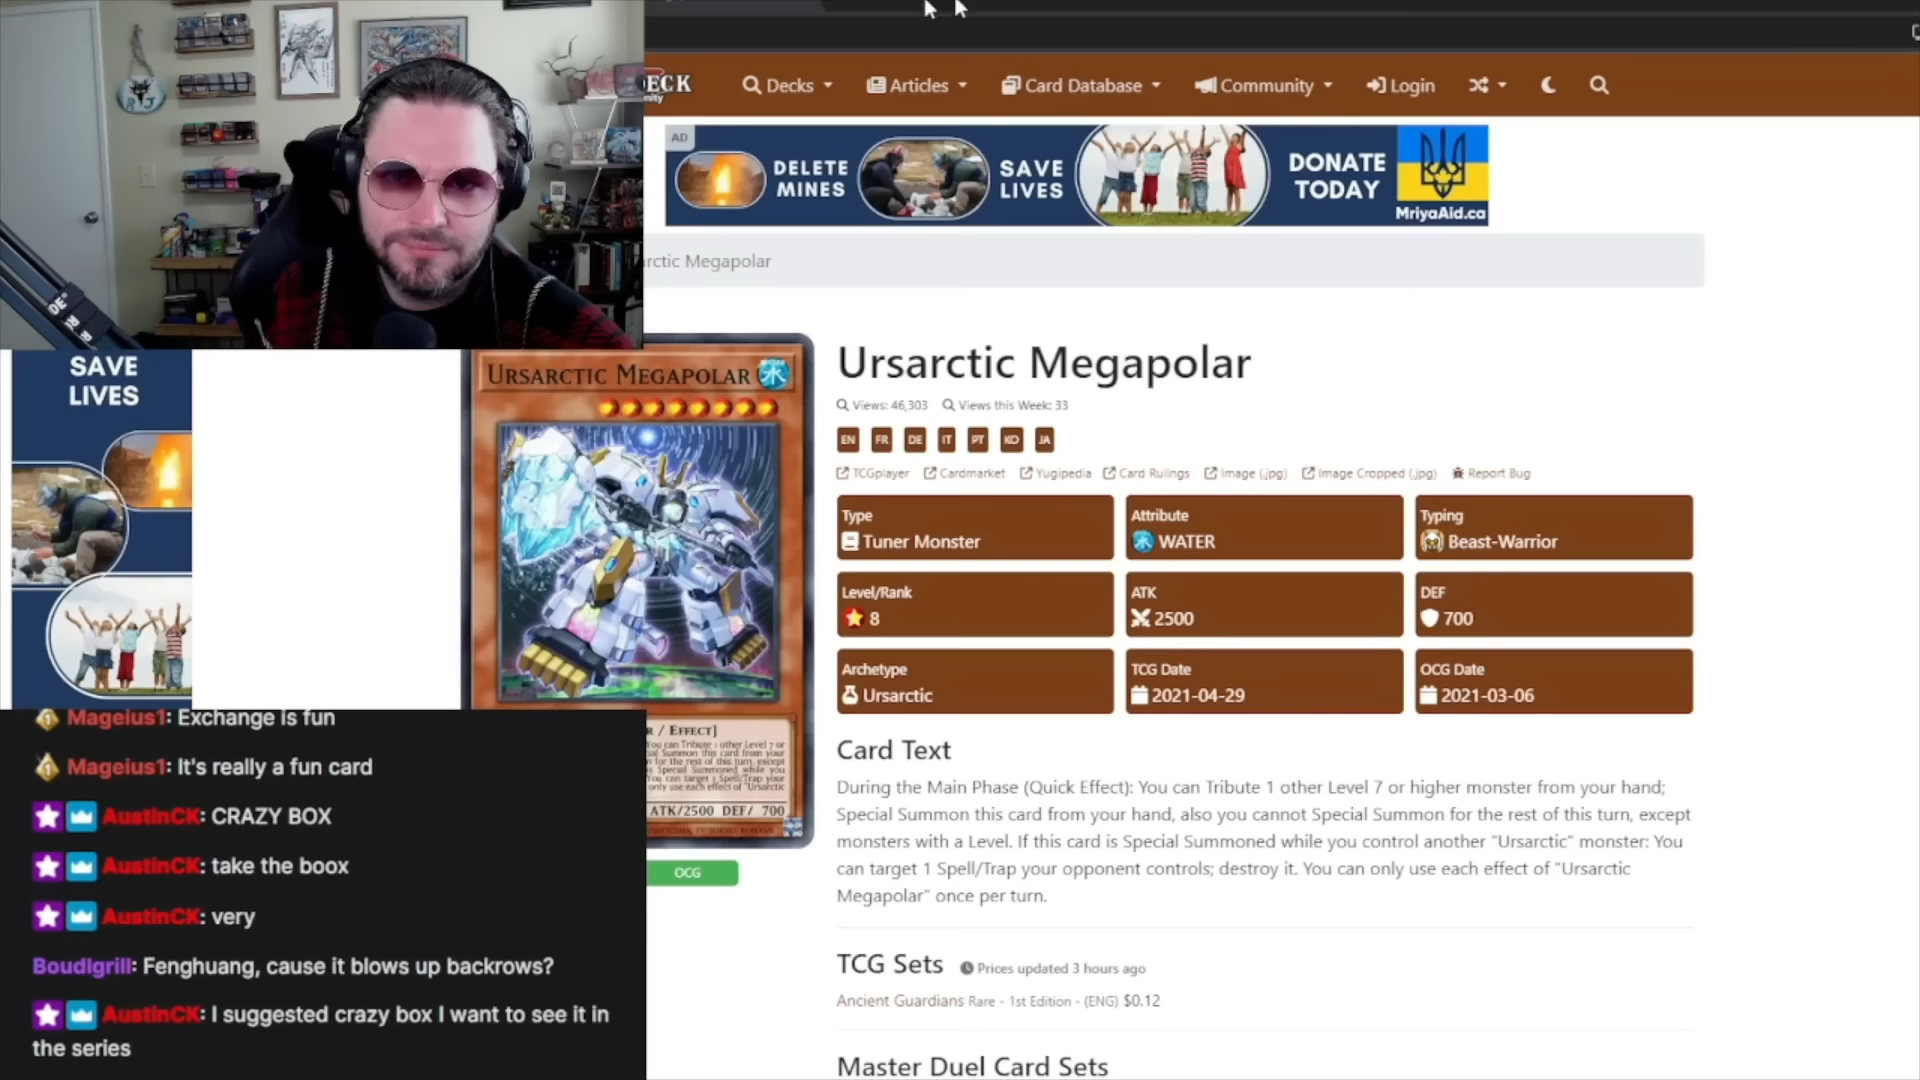 DECK
Decks
Articles
Card Database
Community
Login
AD
DELETE MINES
SAVE LIVES
DONATE TODAY
MriyaAid.ca
rctic Megapolar
SAVE
LIVES
URSARCTIC MEGAPOLAR
水
R / EFFECT]
ATK/2500 DEF/ 700
OCG
Ursarctic Megapolar
Views: 46,303 Views this Week: 33
EN FR DE IT PT KO JA
TCGplayer Cardmarket Yugipedia Card Rulings Image (.jpg) Image Cropped (.jpg) Report Bug
Type
Tuner Monster
Attribute
WATER
Typing
Beast-Warrior
Level/Rank
8
ATK
2500
DEF
700
Archetype
Ursarctic
TCG Date
2021-04-29
OCG Date
2021-03-06
Card Text
During the Main Phase (Quick Effect): You can Tribute 1 other Level 7 or higher monster from your hand;
Special Summon this card from your hand, also you cannot Special Summon for the rest of this turn, except
monsters with a Level. If this card is Special Summoned while you control another "Ursarctic" monster: You
can target 1 Spell/Trap your opponent controls; destroy it. You can only use each effect of "Ursarctic
Megapolar" once per turn.
TCG Sets Prices updated 3 hours ago
Ancient Guardians Rare - 1st Edition - (ENG) $0.12
Master Duel Card Sets
Mageius1: Exchange is fun
Mageius1: It's really a fun card
AustinCK: CRAZY BOX
AustinCK: take the boox
AustinCK: very
Boudlgrill: Fenghuang, cause it blows up backrows?
AustinCK: I suggested crazy box I want to see it in
the series